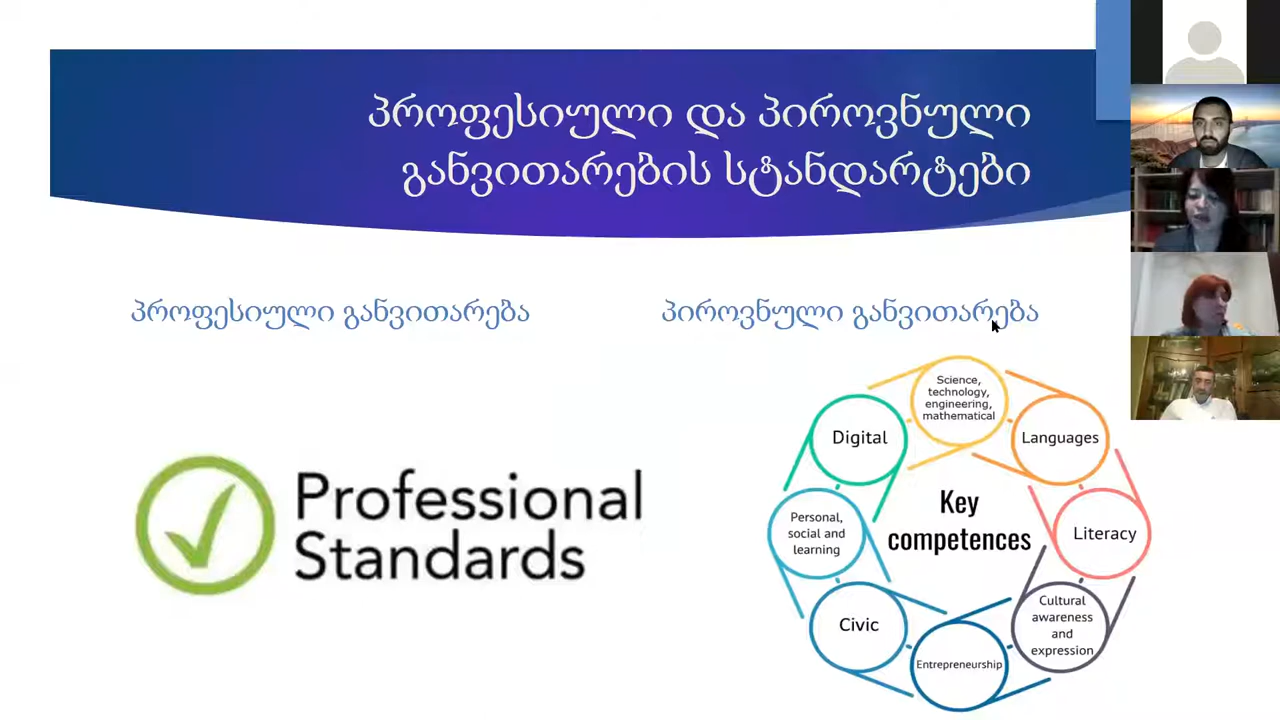 პროფესიული და პიროვნული
განვითარების სტანდარტები
პროფესიული განვითარება
პიროვნული განვითარება
Professional
Standards
Key
competences
Science,
technology,
engineering,
mathematical
Languages
Literacy
Cultural
awareness
and
expression
Entrepreneurship
Civic
Personal,
social and
learning
Digital